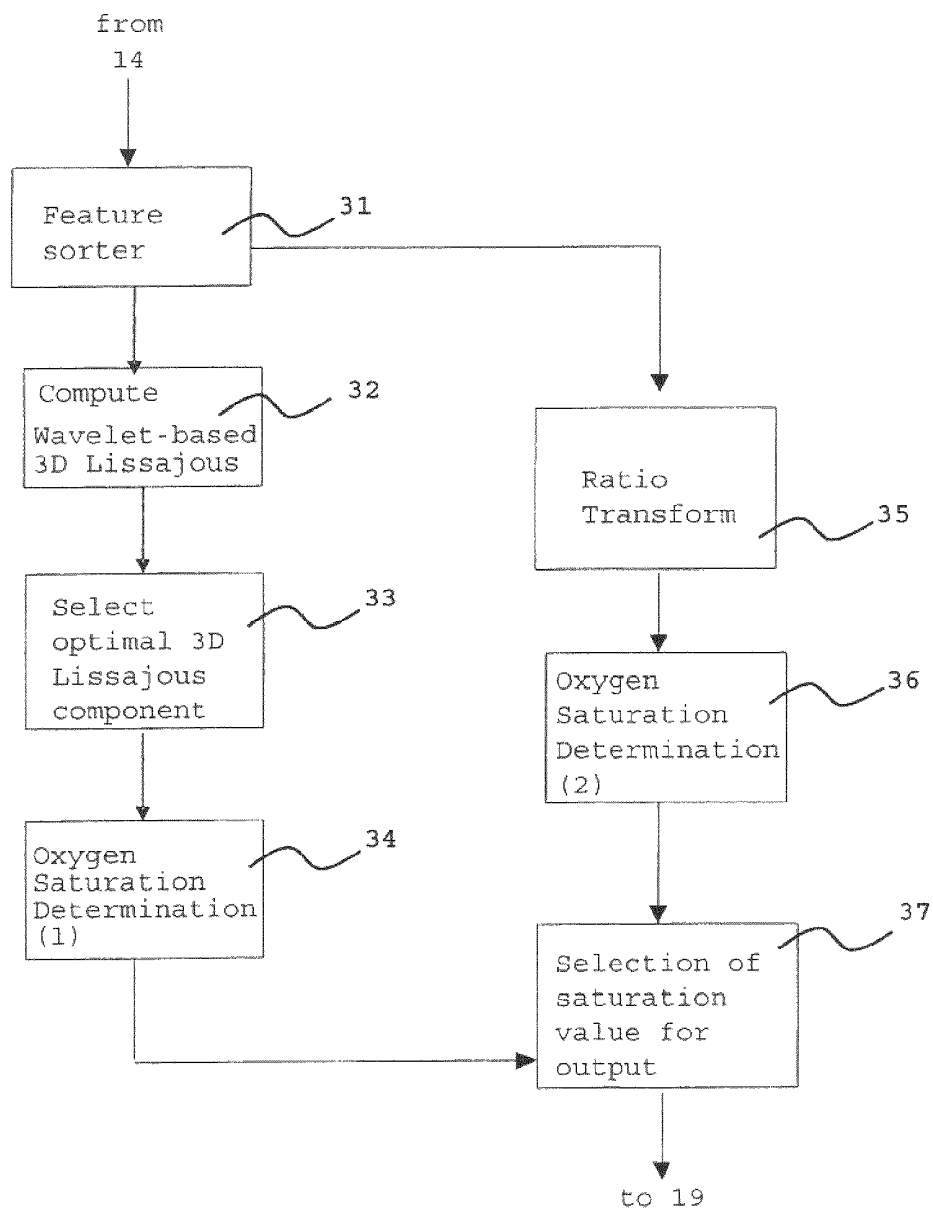 from
14
Feature
sorter
31
Compute
Wavelet-based
3D Lissajous
32
Select
optimal 3D
Lissajous
component
33
Oxygen
Saturation
Determination
(1)
34
Ratio
Transform
35
Oxygen
Saturation
Determination
(2)
36
Selection of
saturation
value for
output
37
to 19